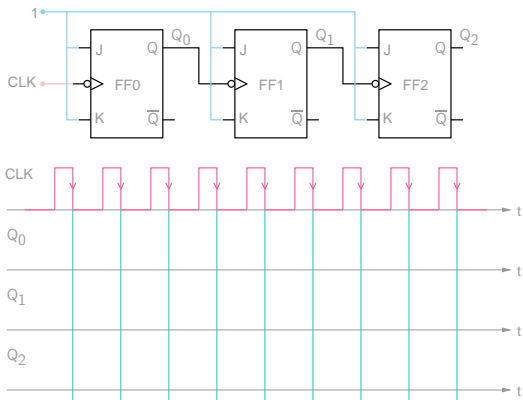 1
J Q Q₀ J Q Q₁ J Q Q₂
CLK FF0 FF1 FF2
K Q̅ K Q̅ K Q̅
CLK
t
Q₀
t
Q₁
t
Q₂
t